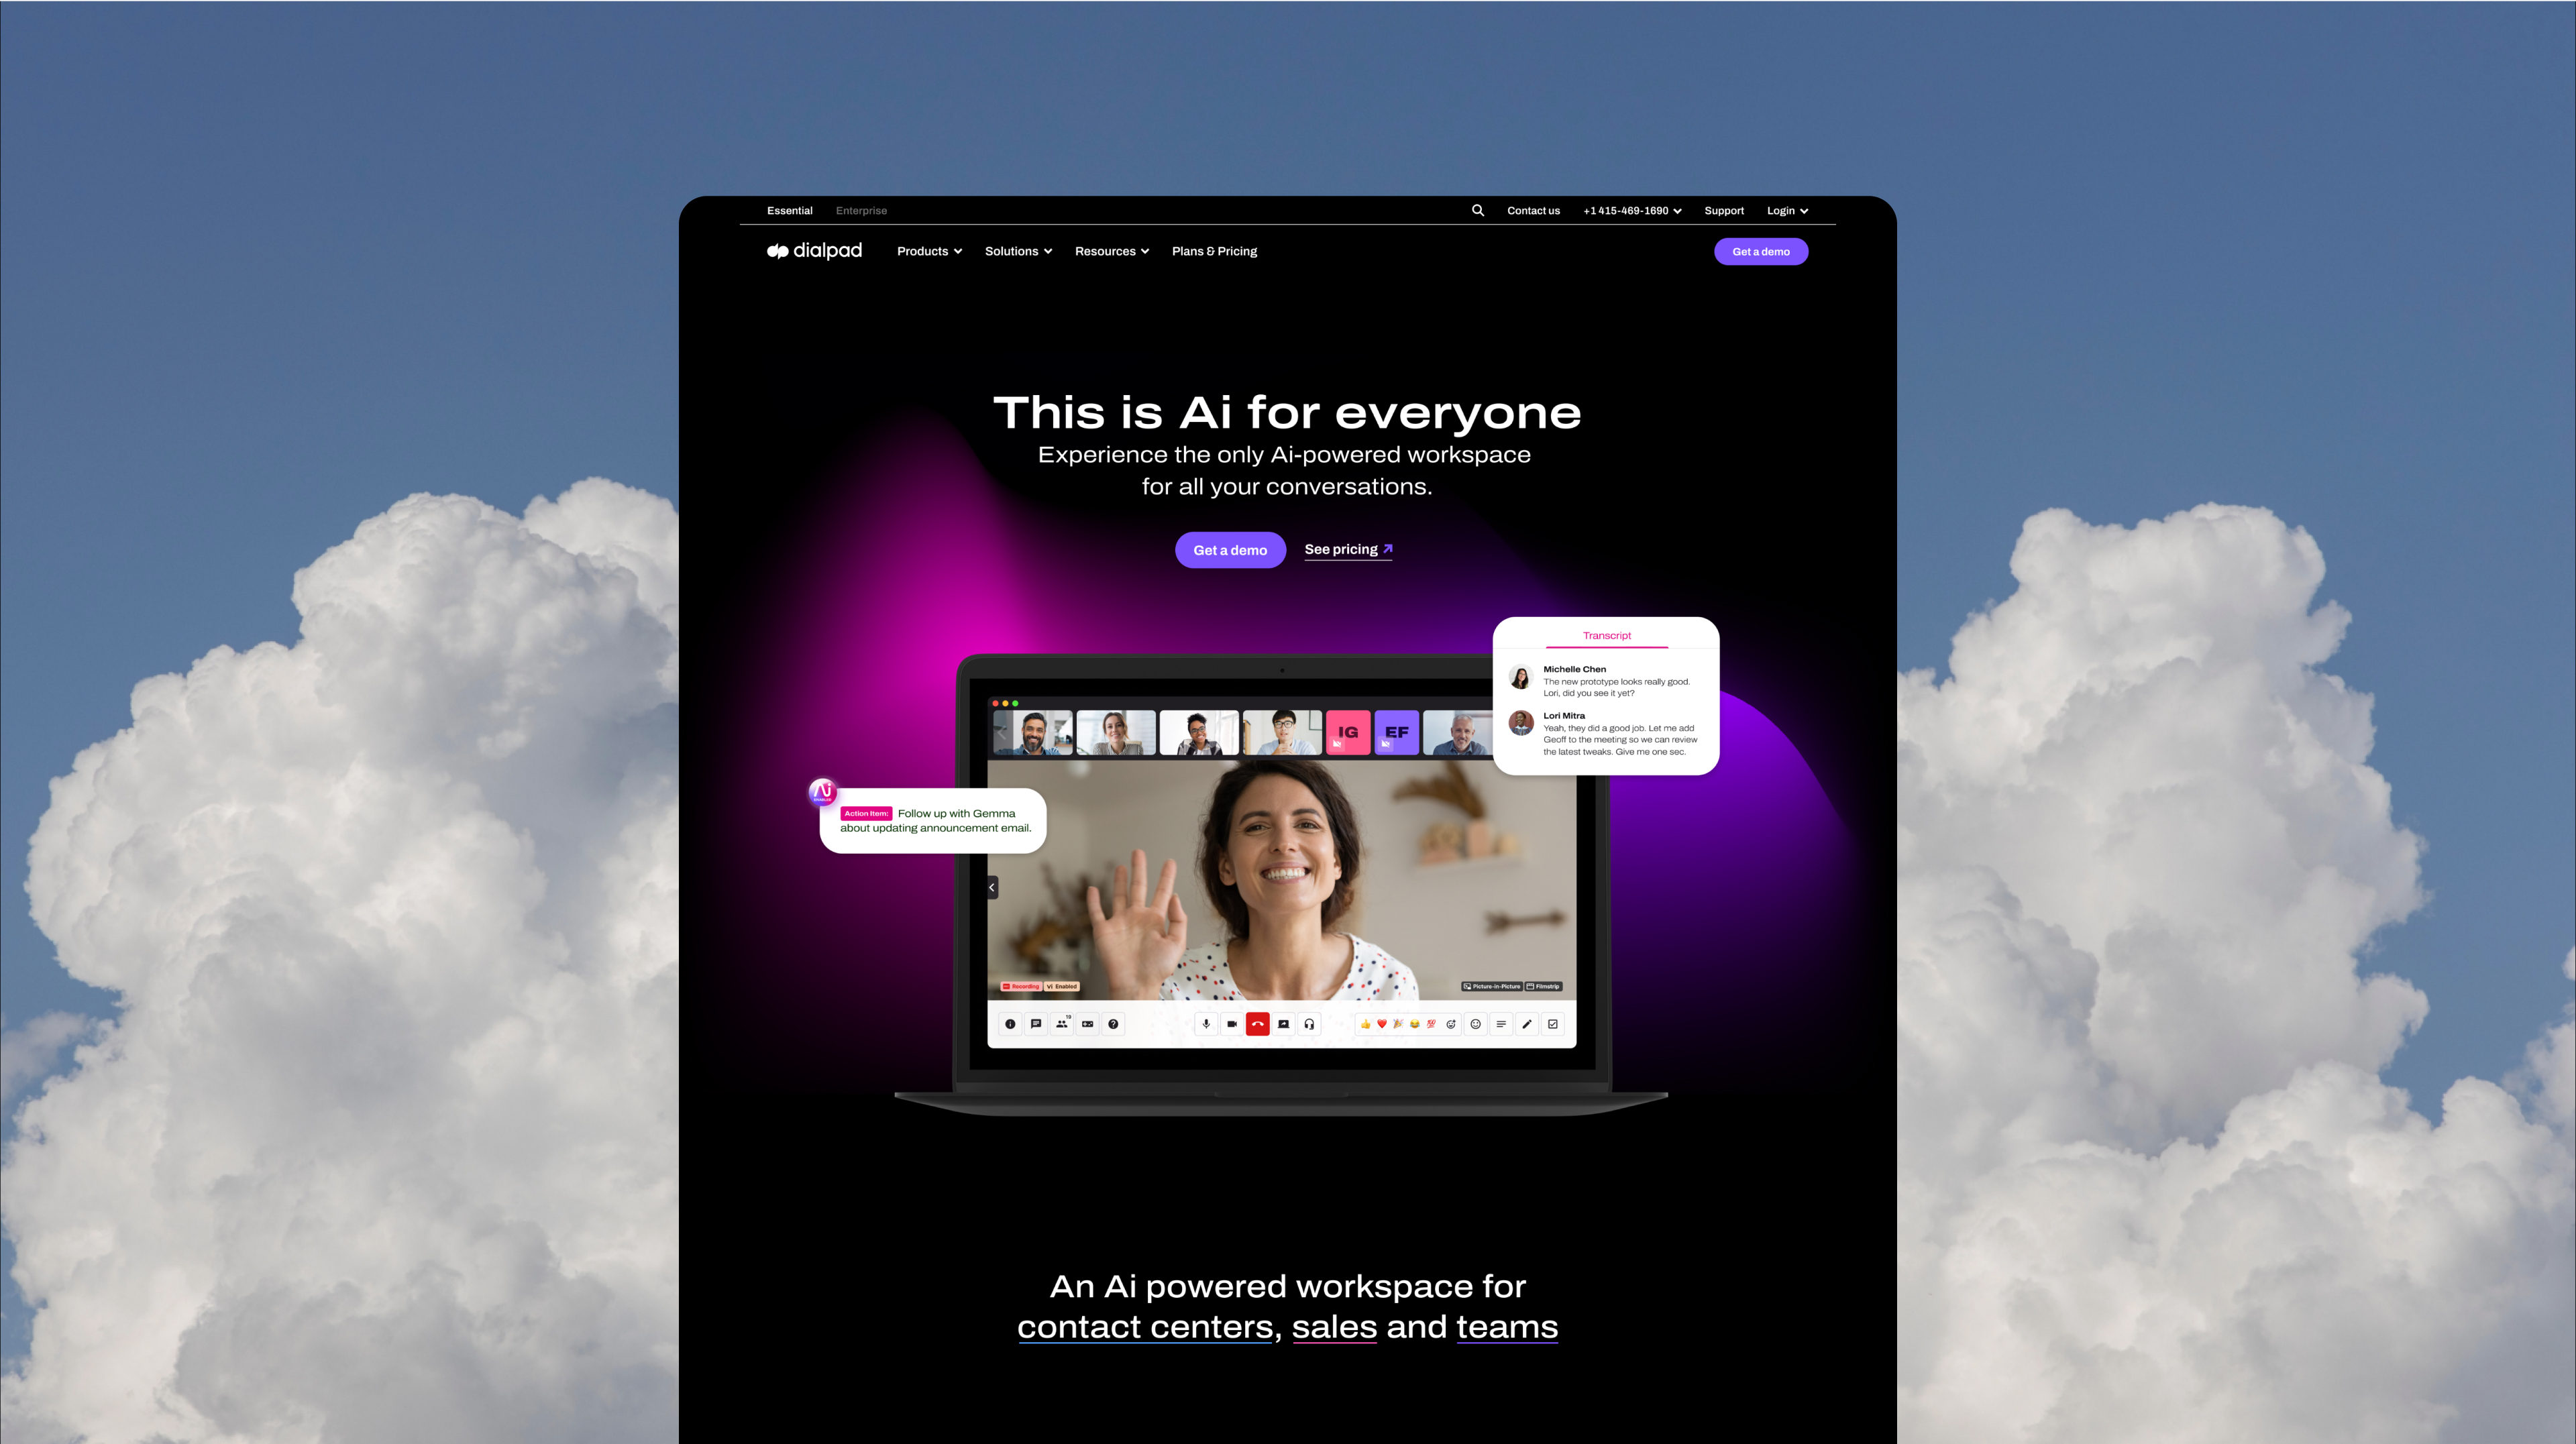 Essential Enterprise Contact us +1 415-469-1690 Support Login
dialpad Products Solutions Resources Plans & Pricing Get a demo
This is Ai for everyone
Experience the only Ai-powered workspace
for all your conversations.
Get a demo See pricing
Transcript
Michelle Chen
The new prototype looks really good.
Lori, did you see it yet?
Lori Mitra
Yeah, they did a good job. Let me add
Geoff to the meeting so we can review
the latest tweaks. Give me one sec.
IG EF
Ai
Action Item: Follow up with Gemma
about updating announcement email.
Recording Vi Enabled Picture-in-Picture Filmstrip
An Ai powered workspace for
contact centers, sales and teams